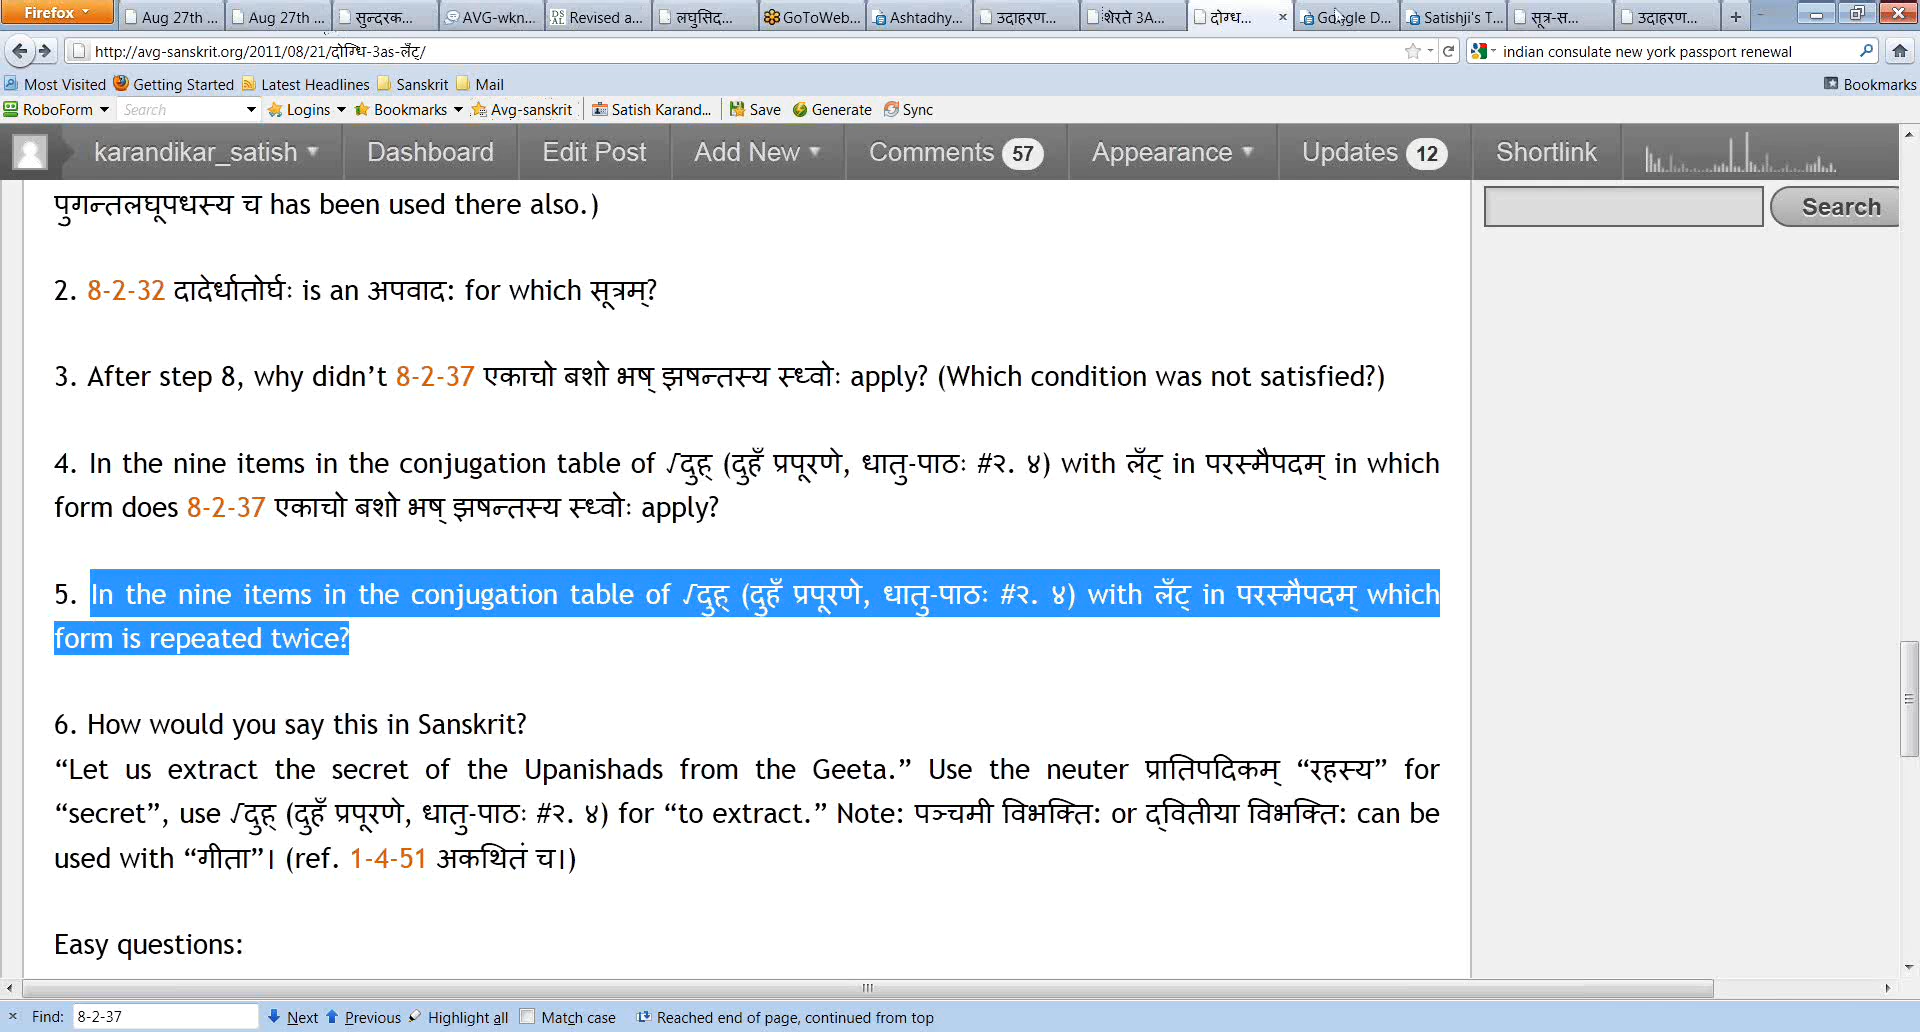 Firefox
Aug 27th ...
Aug 27th ...
सुन्दरक...
AVG-wkn...
Revised a...
लघुसिद्...
GoToWeb...
Ashtadhy...
उदाहरण...
शेरते 3A...
दोग्ध...
Google D...
Satishji's T...
सूत्र-स...
उदाहरण...
http://avg-sanskrit.org/2011/08/21/दोग्धि-3as-लँट्/
indian consulate new york passport renewal
Most Visited Getting Started Latest Headlines Sanskrit Mail Bookmarks
RoboForm Search Logins Bookmarks Avg-sanskrit Satish Karand... Save Generate Sync
karandikar_satish Dashboard Edit Post Add New Comments 57 Appearance Updates 12 Shortlink
पुगन्तलघूपधस्य च has been used there also.)
Search
2. 8-2-32 दादेर्धातोर्घः is an अपवाद: for which सूत्रम्?
3. After step 8, why didn’t 8-2-37 एकाचो बशो भष् झषन्तस्य स्ध्वोः apply? (Which condition was not satisfied?)
4. In the nine items in the conjugation table of √दुह् (दुहँ प्रपूरणे, धातु-पाठः #२. ४) with लँट् in परस्मैपदम् in which
form does 8-2-37 एकाचो बशो भष् झषन्तस्य स्ध्वोः apply?
5. In the nine items in the conjugation table of √दुह् (दुहँ प्रपूरणे, धातु-पाठः #२. ४) with लँट् in परस्मैपदम् which
form is repeated twice?
6. How would you say this in Sanskrit?
“Let us extract the secret of the Upanishads from the Geeta.” Use the neuter प्रातिपदिकम् “रहस्य” for
“secret”, use √दुह् (दुहँ प्रपूरणे, धातु-पाठः #२. ४) for “to extract.” Note: पञ्चमी विभक्ति: or द्वितीया विभक्ति: can be
used with “गीता”। (ref. 1-4-51 अकथितं च।)
Easy questions:
× Find: 8-2-37 Next Previous Highlight all Match case Reached end of page, continued from top